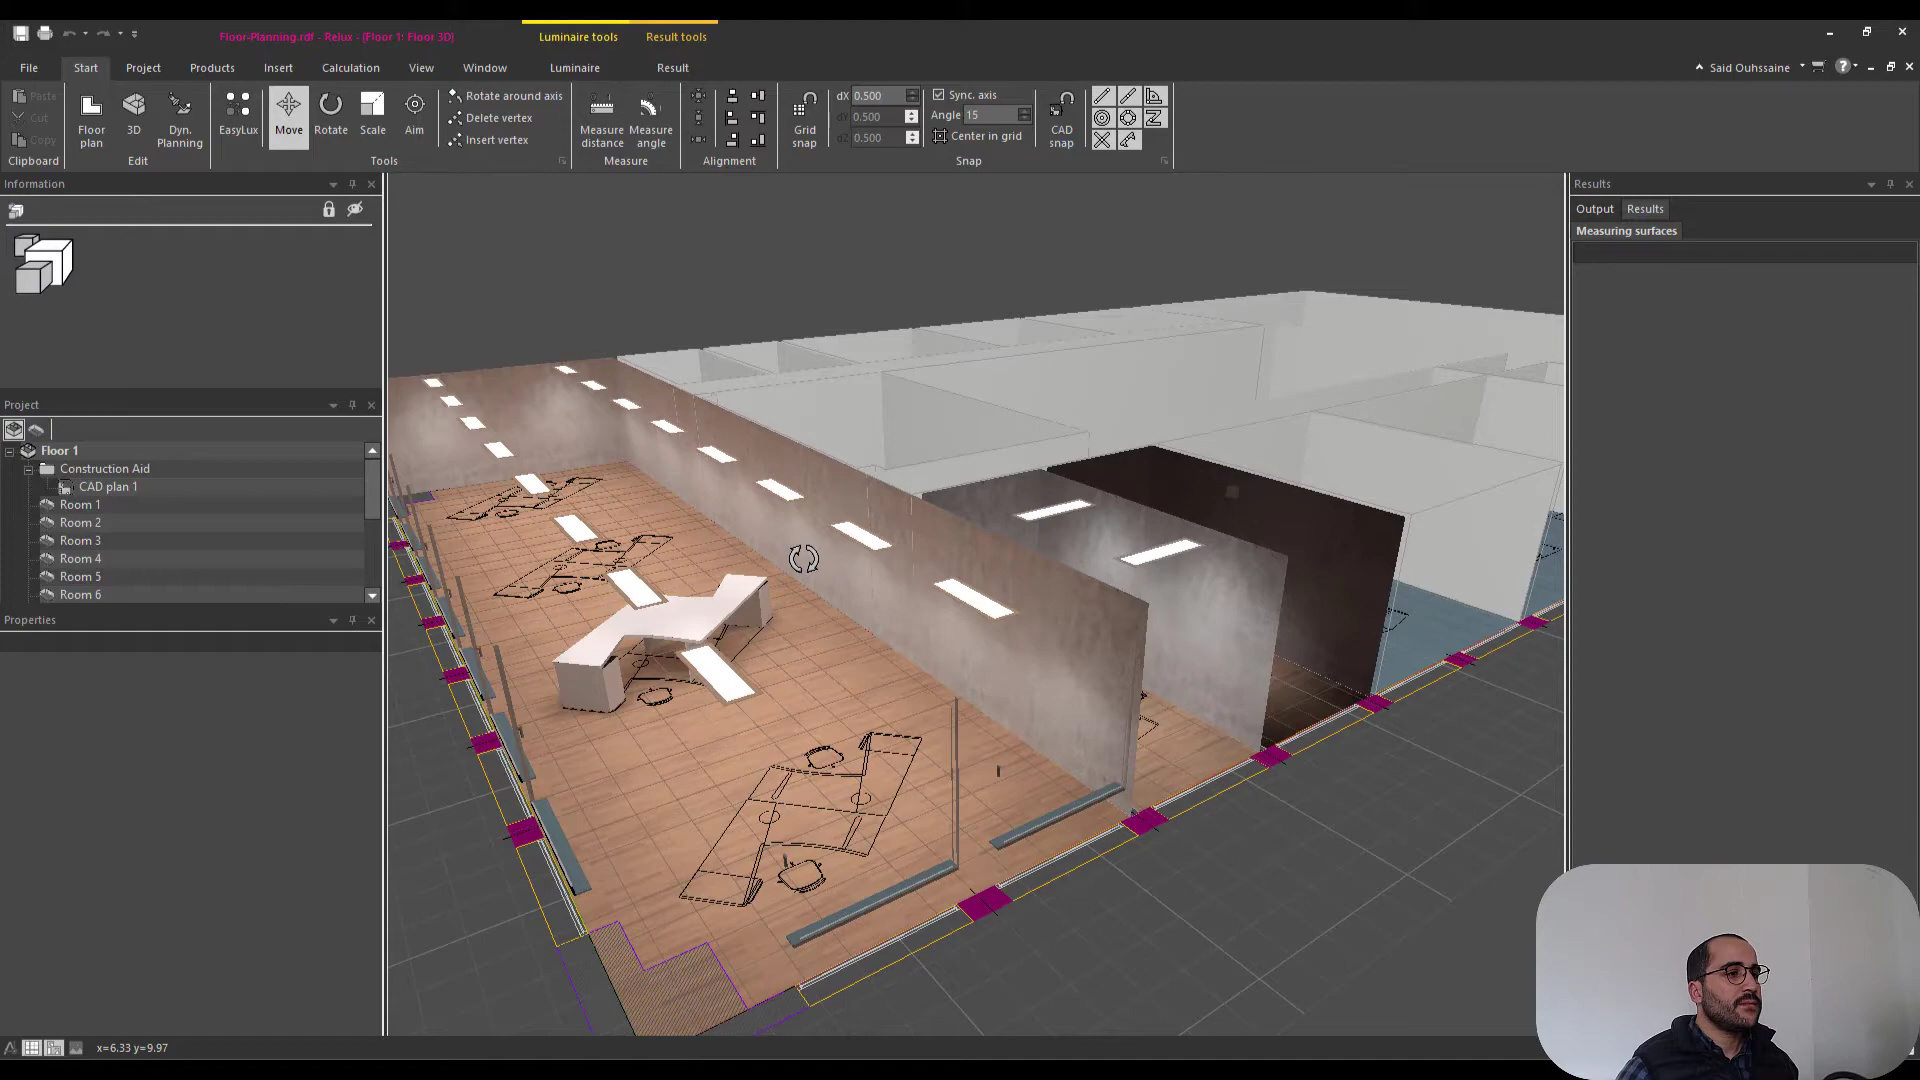 Floor-Planning.rdf - Relux - [Floor 1: Floor 3D]
Luminaire tools
Result tools
File
Start
Project
Products
Insert
Calculation
View
Window
Luminaire
Result
Said Ouhssaine
Paste
Cut
Copy
Clipboard
Floor plan
3D
Dyn. Planning
Edit
EasyLux
Move
Rotate
Scale
Aim
Rotate around axis
Delete vertex
Insert vertex
Tools
Measure distance
Measure angle
Measure
Alignment
Grid snap
dX 0.500
dY 0.500
dZ 0.500
Sync. axis
Angle 15
Center in grid
Snap
CAD snap
Information
Project
Floor 1
Construction Aid
CAD plan 1
Room 1
Room 2
Room 3
Room 4
Room 5
Room 6
Properties
Results
Output
Results
Measuring surfaces
x=6.33 y=9.97